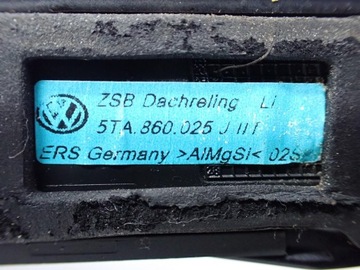 ZSB Dachreling Li
5TA.860.025 J
ERS Germany >AlMgSi<